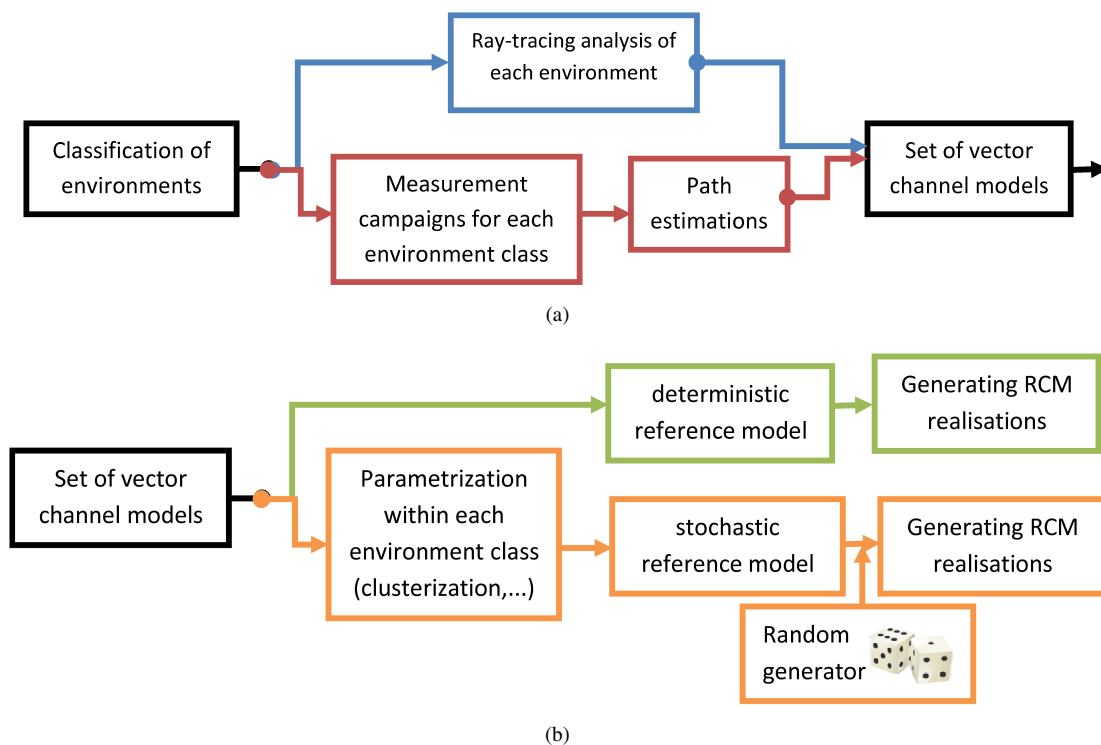 Ray-tracing analysis of
each environment
Classification of
environments
Measurement
campaigns for each
environment class
Path
estimations
Set of vector
channel models
(a)
deterministic
reference model
Generating RCM
realisations
Set of vector
channel models
Parametrization
within each
environment class
(clusterization,...)
stochastic
reference model
Generating RCM
realisations
Random
generator
(b)